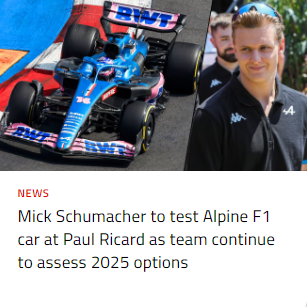 BWT
BWT
BWT
NEWS
Mick Schumacher to test Alpine F1
car at Paul Ricard as team continue
to assess 2025 options